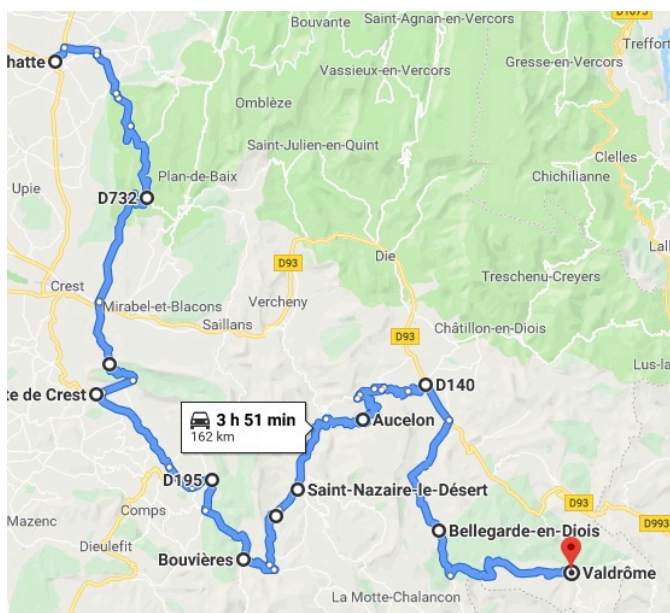 Bouvante
Saint-Agnan-en-Vercors
Treffort
hatte
Vassieux-en-Vercors
Gresse-en-Vercors
Omblèze
Saint-Julien-en-Quint
Clelles
Upie
Plan-de-Baix
Chichilianne
D732
Lall
Die
D93
Treschenu-Creyers
Crest
Mirabel-et-Blacons
Vercheny
Saillans
D93
Châtillon-en-Diois
Lus-la
te de Crest
D140
3 h 51 min
162 km
Aucelon
D195
Saint-Nazaire-le-Désert
Comps
Mazenc
D93
D993
Dieulefit
Bellegarde-en-Diois
Bouvières
Valdrôme
La Motte-Chalancon